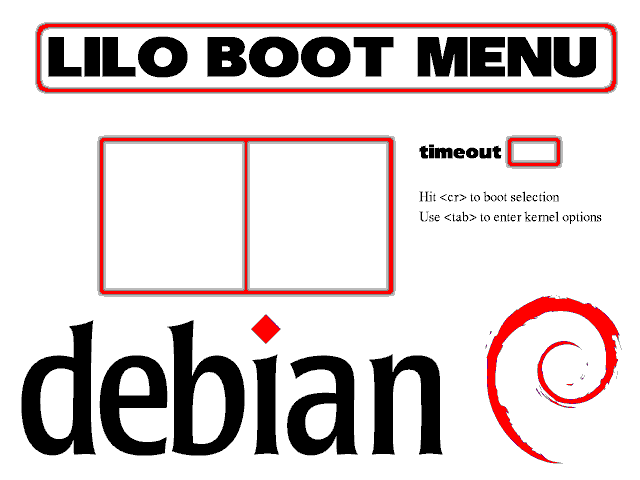 LILO BOOT MENU
timeout
Hit <cr> to boot selection
Use <tab> to enter kernel options
debian